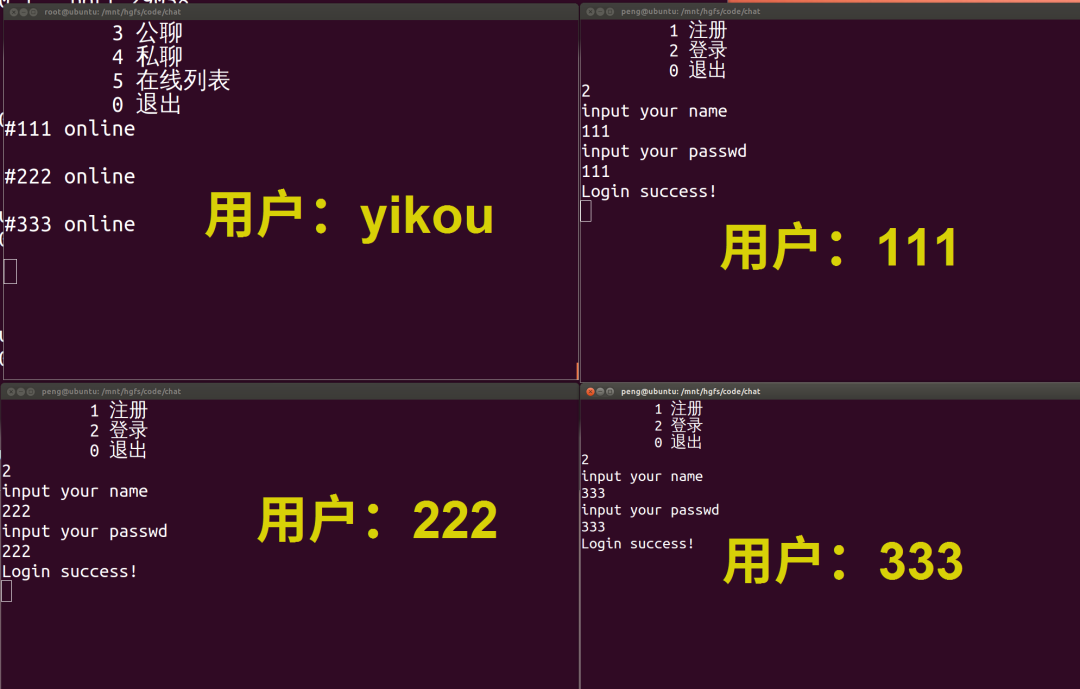 root@ubuntu: /mnt/hgfs/code/chat
3 公聊
4 私聊
5 在线列表
0 退出
#111 online
#222 online
#333 online
用户：yikou
peng@ubuntu: /mnt/hgfs/code/chat
1 注册
2 登录
0 退出
2
input your name
111
input your passwd
111
Login success!
用户：111
peng@ubuntu: /mnt/hgfs/code/chat
1 注册
2 登录
0 退出
2
input your name
222
input your passwd
222
Login success!
用户：222
peng@ubuntu: /mnt/hgfs/code/chat
1 注册
2 登录
0 退出
2
input your name
333
input your passwd
333
Login success!
用户：333